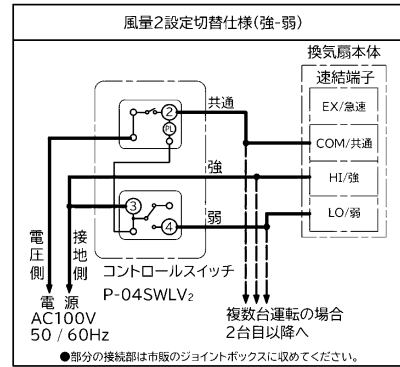 風量2設定切替仕様(強-弱)
換気扇本体
速結端子
EX/急速
COM/共通
HI/強
LO/弱
共通
強
弱
②
PL
③
④
電圧側
接地側
コントロールスイッチ
P-04SWLV2
電源
AC100V
50 / 60Hz
複数台運転の場合
2台目以降へ
●部分の接続部は市販のジョイントボックスに収めてください。